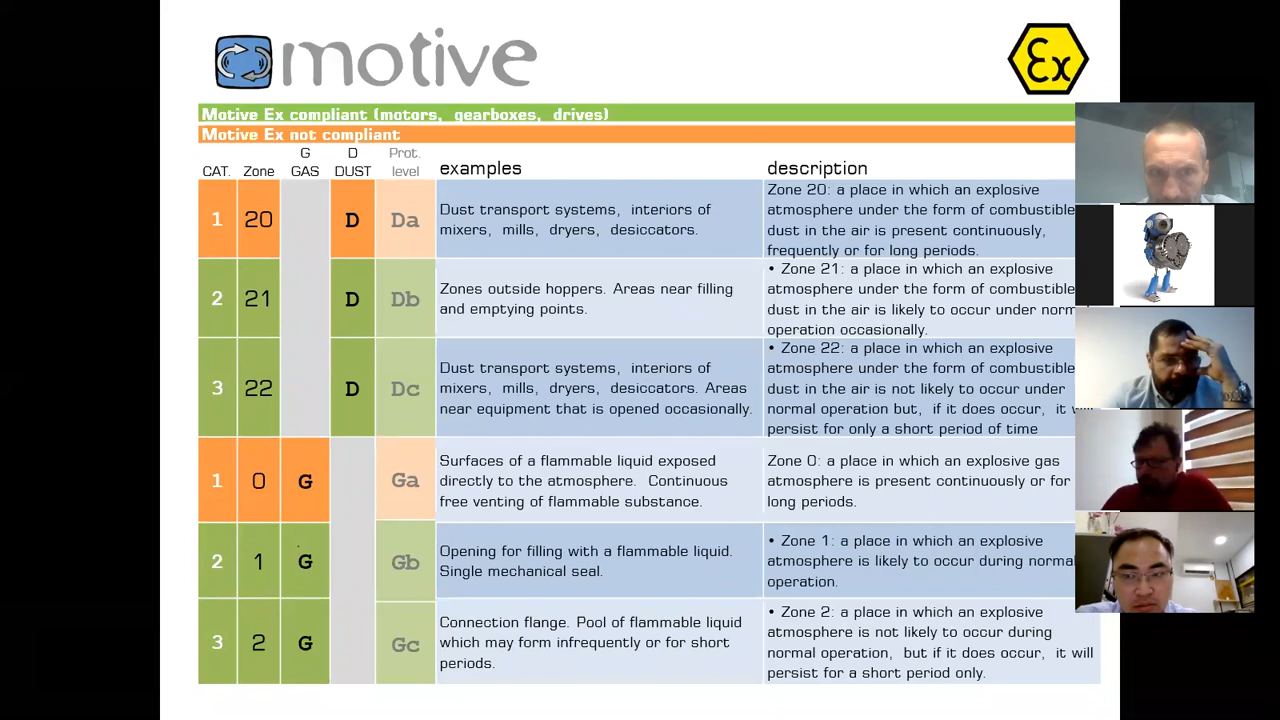 motive
Ex
Motive Ex compliant (motors, gearboxes, drives)
Motive Ex not compliant
CAT. Zone G GAS D DUST Prot. level examples description
1 20 D Da
Dust transport systems, interiors of
mixers, mills, dryers, desiccators.
Zone 20: a place in which an explosive
atmosphere under the form of combustible
dust in the air is present continuously,
frequently or for long periods.
2 21 D Db
Zones outside hoppers. Areas near filling
and emptying points.
• Zone 21: a place in which an explosive
atmosphere under the form of combustible
dust in the air is likely to occur under norm
operation occasionally.
3 22 D Dc
Dust transport systems, interiors of
mixers, mills, dryers, desiccators. Areas
near equipment that is opened occasionally.
• Zone 22: a place in which an explosive
atmosphere under the form of combustible
dust in the air is not likely to occur under
normal operation but, if it does occur, it will
persist for only a short period of time
1 0 G Ga
Surfaces of a flammable liquid exposed
directly to the atmosphere. Continuous
free venting of flammable substance.
Zone 0: a place in which an explosive gas
atmosphere is present continuously or for
long periods.
2 1 G Gb
Opening for filling with a flammable liquid.
Single mechanical seal.
• Zone 1: a place in which an explosive
atmosphere is likely to occur during normal
operation.
3 2 G Gc
Connection flange. Pool of flammable liquid
which may form infrequently or for short
periods.
• Zone 2: a place in which an explosive
atmosphere is not likely to occur during
normal operation, but if it does occur, it will
persist for a short period only.